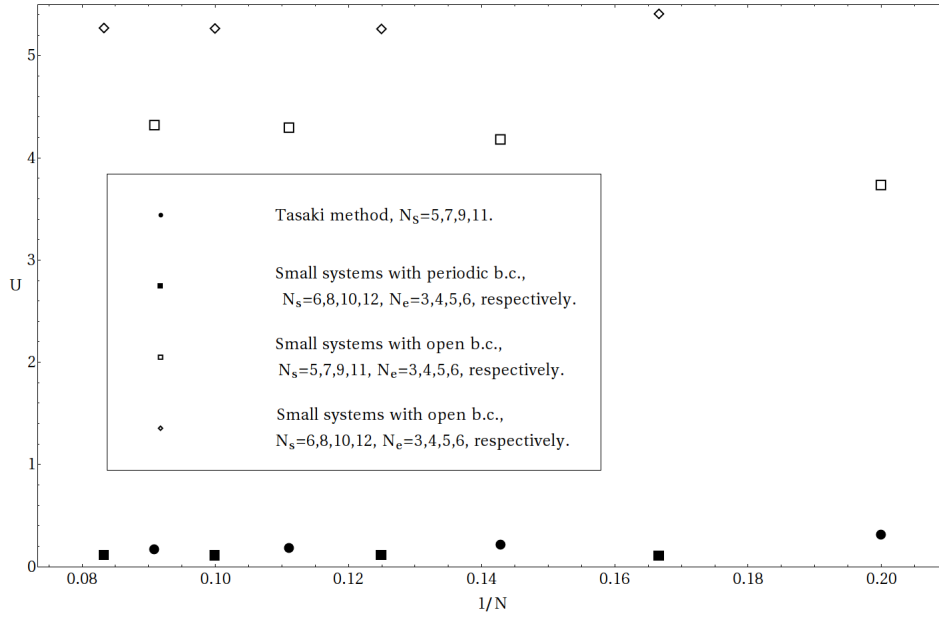 5
4
3
2
1
0
U
Tasaki method, Ns=5,7,9,11.
Small systems with periodic b.c.,
Ns=6,8,10,12, Ne=3,4,5,6, respectively.
Small systems with open b.c.,
Ns=5,7,9,11, Ne=3,4,5,6, respectively.
Small systems with open b.c.,
Ns=6,8,10,12, Ne=3,4,5,6, respectively.
0.08 0.10 0.12 0.14 0.16 0.18 0.20
1/N